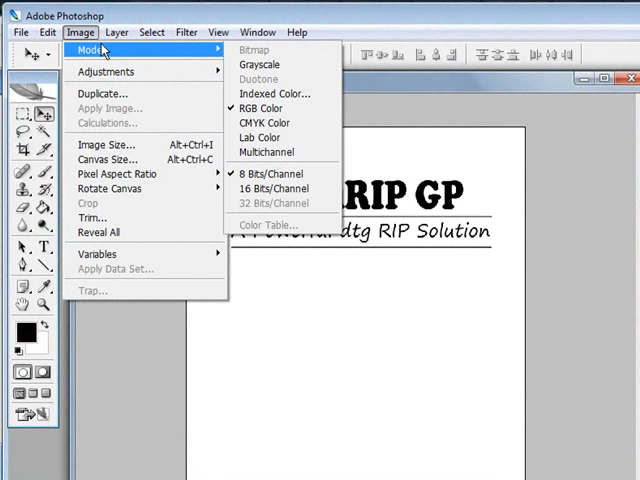 Adobe Photoshop
File Edit Image Layer Select Filter View Window Help
Mode
Adjustments
Duplicate...
Apply Image...
Calculations...
Image Size... Alt+Ctrl+I
Canvas Size... Alt+Ctrl+C
Pixel Aspect Ratio
Rotate Canvas
Crop
Trim...
Reveal All
Variables
Apply Data Set...
Trap...
Bitmap
Grayscale
Duotone
Indexed Color...
RGB Color
CMYK Color
Lab Color
Multichannel
8 Bits/Channel
16 Bits/Channel
32 Bits/Channel
Color Table...
RIP GP
dtg RIP Solution